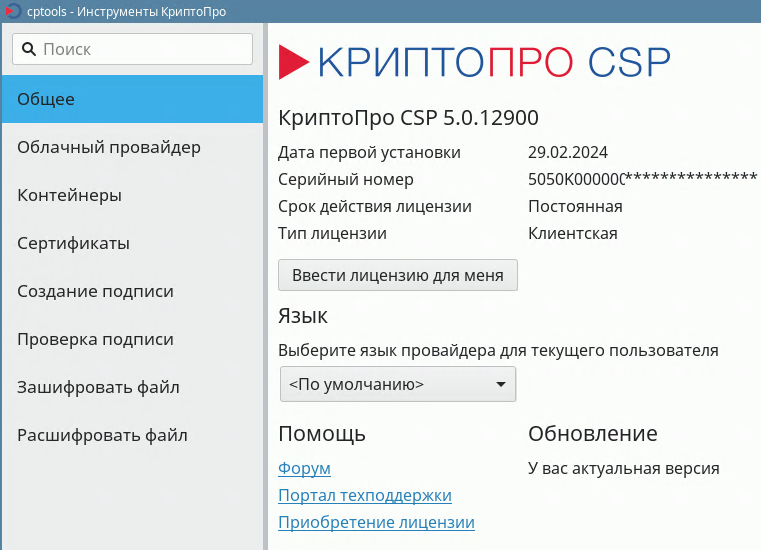 cptools - Инструменты КриптоПро
Поиск
Общее
Облачный провайдер
Контейнеры
Сертификаты
Создание подписи
Проверка подписи
Зашифровать файл
Расшифровать файл
КРИПТОПРО CSP
КриптоПро CSP 5.0.12900
Дата первой установки 29.02.2024
Серийный номер 5050K000000***************
Срок действия лицензии Постоянная
Тип лицензии Клиентская
Ввести лицензию для меня
Язык
Выберите язык провайдера для текущего пользователя
<По умолчанию>
Помощь
Форум
Портал техподдержки
Приобретение лицензии
Обновление
У вас актуальная версия